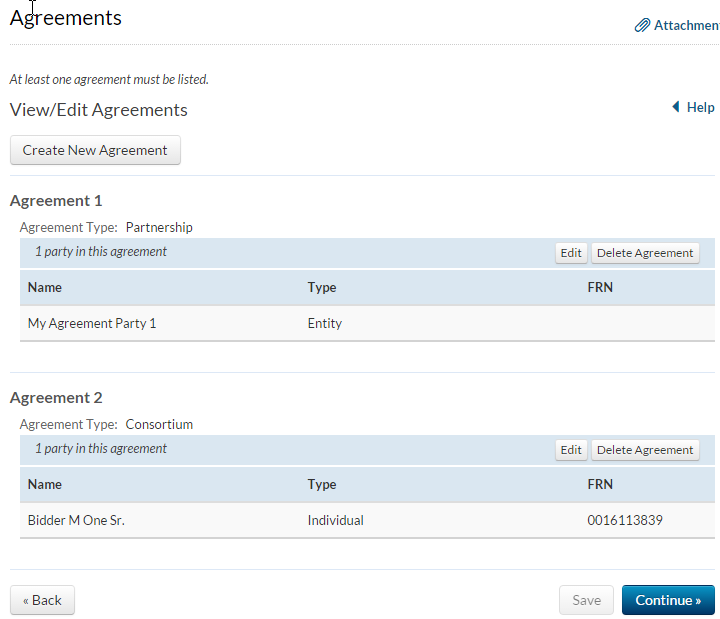 Agreements
Attachmen
At least one agreement must be listed.
View/Edit Agreements
Help
Create New Agreement
Agreement 1
Agreement Type: Partnership
1 party in this agreement Edit Delete Agreement
Name Type FRN
My Agreement Party 1 Entity
Agreement 2
Agreement Type: Consortium
1 party in this agreement Edit Delete Agreement
Name Type FRN
Bidder M One Sr. Individual 0016113839
« Back Save Continue »